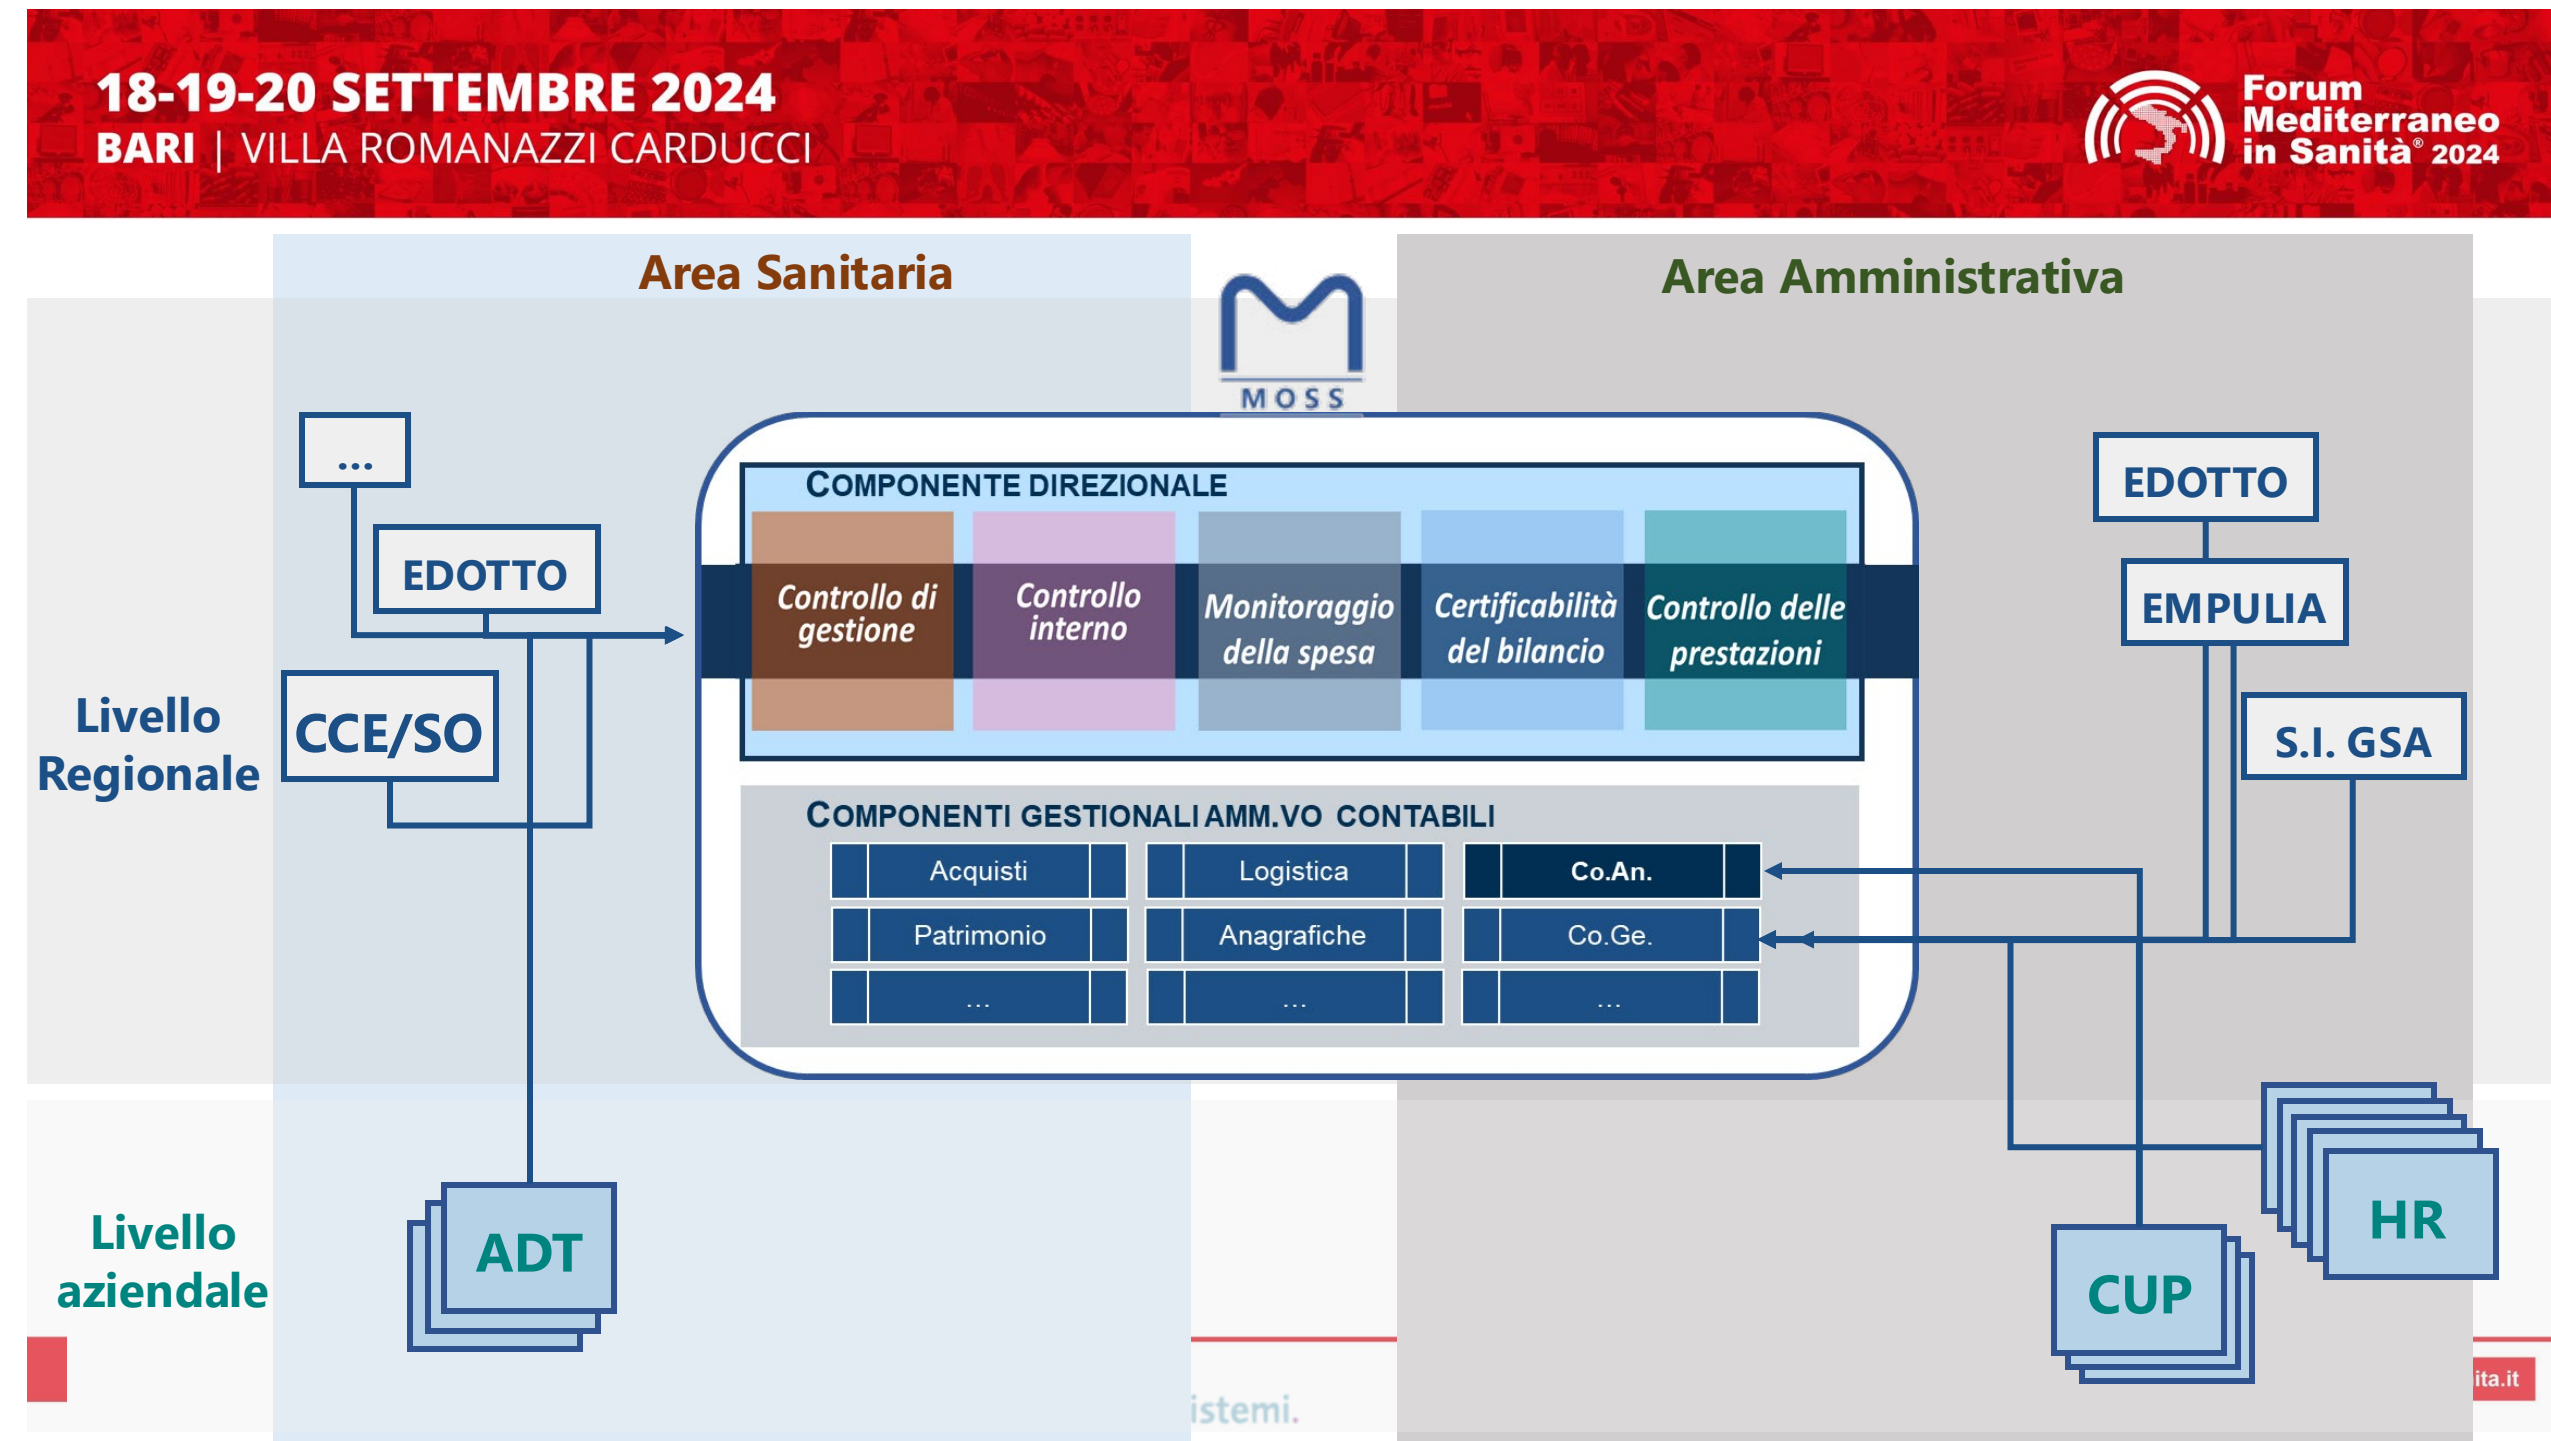 18-19-20 SETTEMBRE 2024
BARI | VILLA ROMANAZZI CARDUCCI
Forum
Mediterraneo
in Sanità® 2024
Area Sanitaria
Area Amministrativa
MOSS
...
EDOTTO
CCE/SO
Livello
Regionale
COMPONENTE DIREZIONALE
Controllo di
gestione
Controllo
interno
Monitoraggio
della spesa
Certificabilità
del bilancio
Controllo delle
prestazioni
COMPONENTI GESTIONALI AMM.VO CONTABILI
Acquisti
Logistica
Co.An.
Patrimonio
Anagrafiche
Co.Ge.
...
...
...
EDOTTO
EMPULIA
S.I. GSA
Livello
aziendale
ADT
HR
CUP
istemi.
ita.it